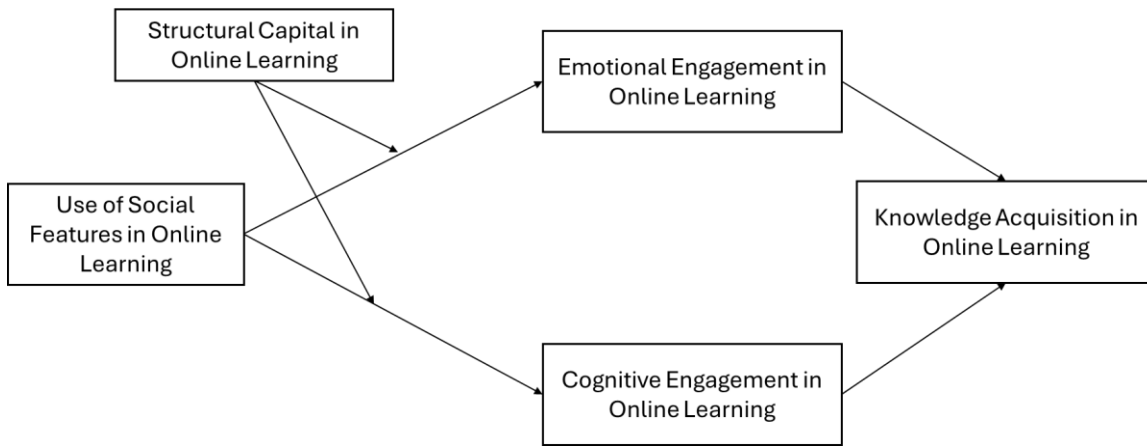 Structural Capital in
Online Learning
Emotional Engagement in
Online Learning
Use of Social
Features in Online
Learning
Knowledge Acquisition in
Online Learning
Cognitive Engagement in
Online Learning